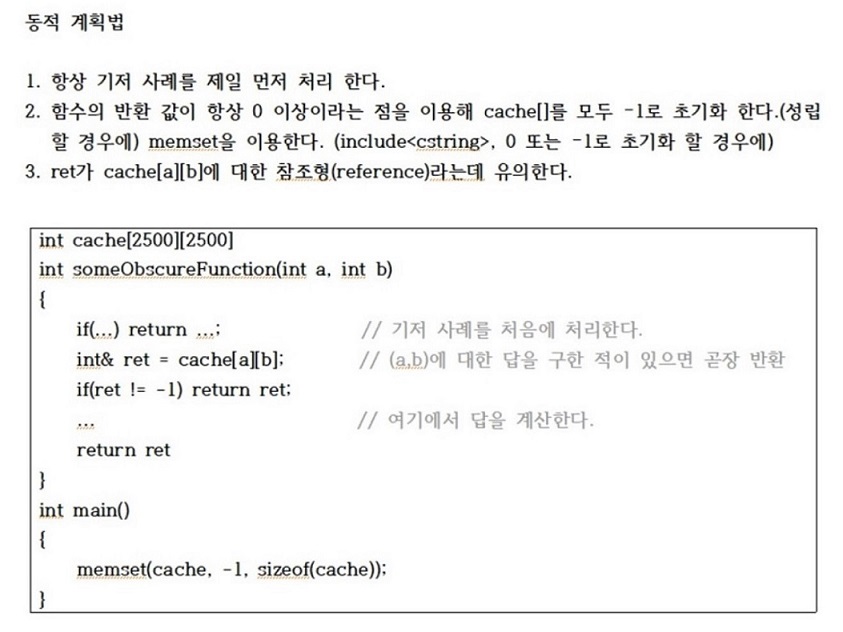 동적 계획법
1. 항상 기저 사례를 제일 먼저 처리 한다.
2. 함수의 반환 값이 항상 0 이상이라는 점을 이용해 cache[]를 모두 -1로 초기화 한다.(성립
할 경우에) memset을 이용한다. (include<cstring>, 0 또는 -1로 초기화 할 경우에)
3. ret가 cache[a][b]에 대한 참조형(reference)라는데 유의한다.
int cache[2500][2500]
int someObscureFunction(int a, int b)
{
if(...) return ...; // 기저 사례를 처음에 처리한다.
int& ret = cache[a][b]; // (a,b)에 대한 답을 구한 적이 있으면 곧장 반환
if(ret != -1) return ret;
... // 여기에서 답을 계산한다.
return ret
}
int main()
{
memset(cache, -1, sizeof(cache));
}